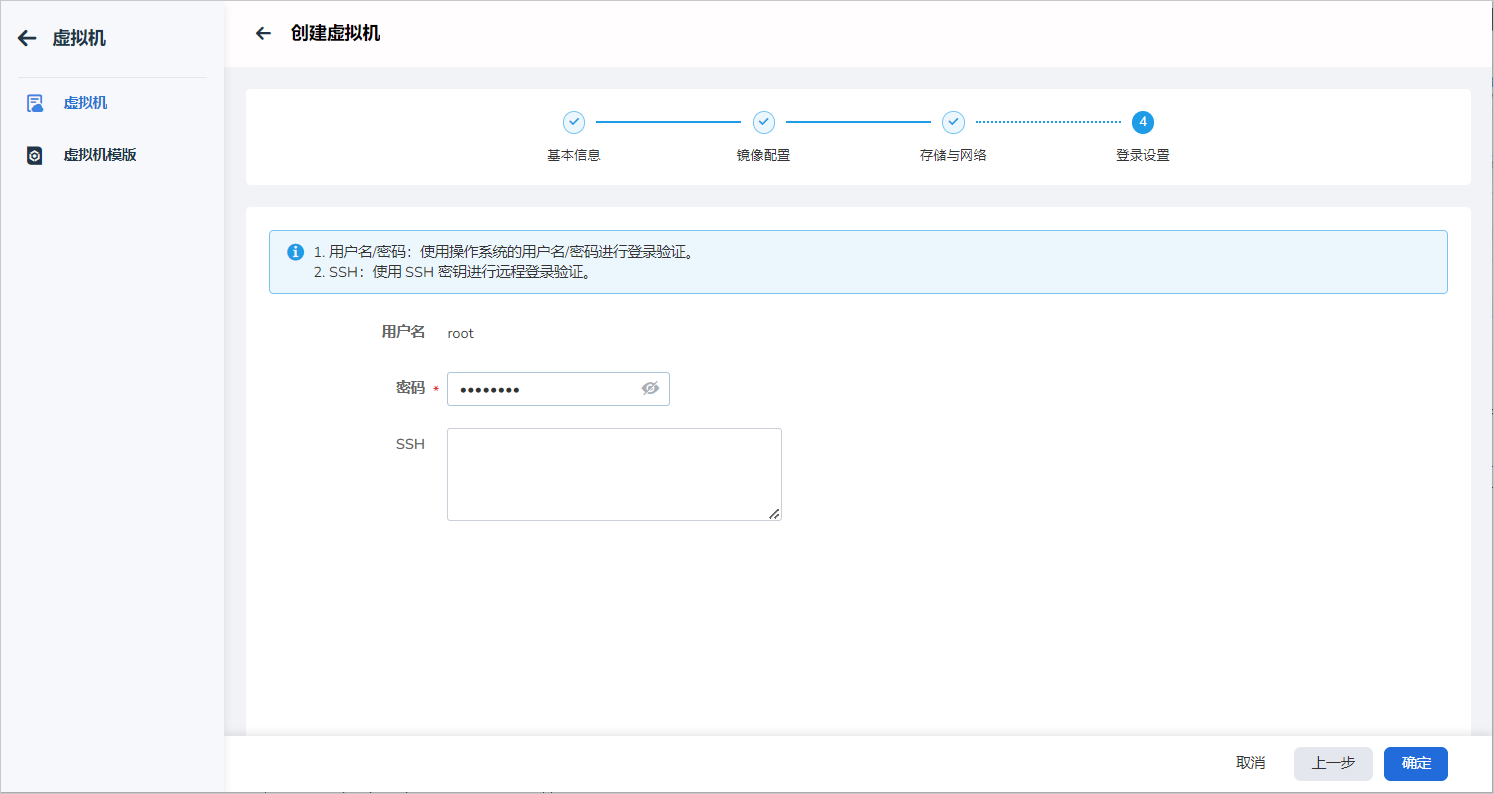 虚拟机
虚拟机
虚拟机模版
创建虚拟机
4
基本信息
镜像配置
存储与网络
登录设置
1. 用户名/密码：使用操作系统的用户名/密码进行登录验证。
2. SSH：使用 SSH 密钥进行远程登录验证。
用户名 root
密码 * ••••••••
SSH
取消 上一步 确定